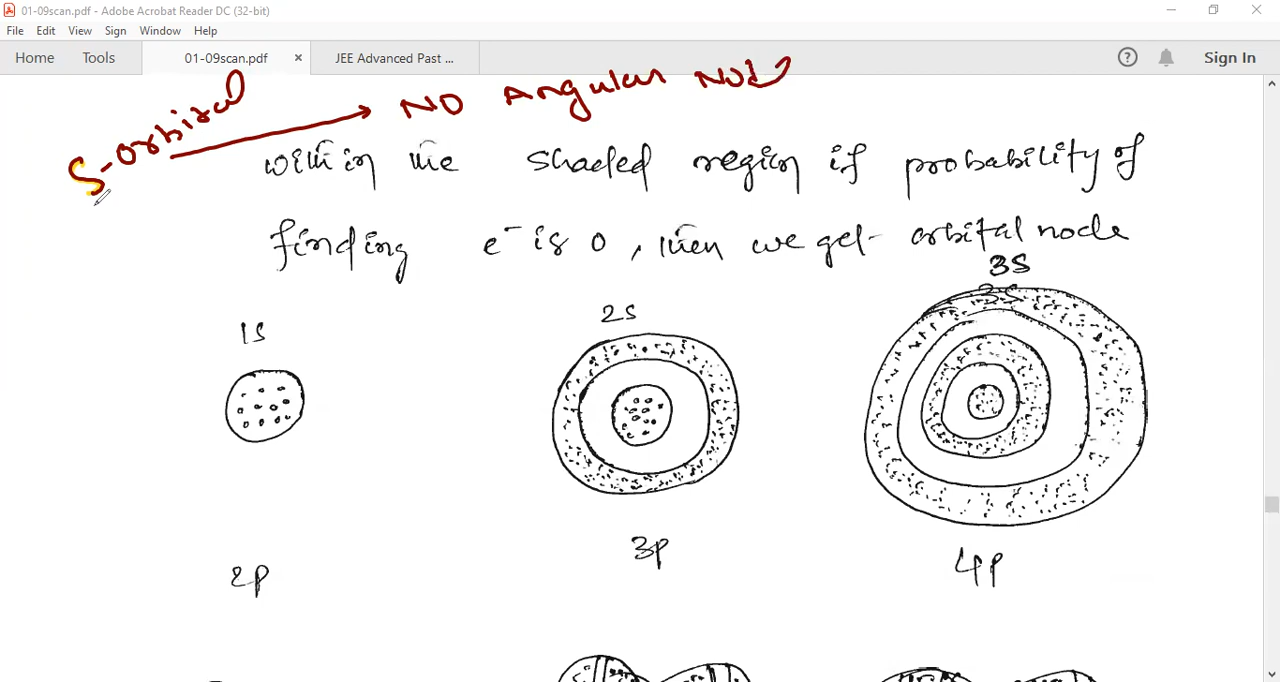 01-09scan.pdf - Adobe Acrobat Reader DC (32-bit)
File Edit View Sign Window Help
Home Tools 01-09scan.pdf × JEE Advanced Past ... Sign In
S-orbital → NO Angular Node
within the shaded region if probability of
finding e⁻ is 0, then we get orbital node
1S 2S 3S
2p 3p 4p